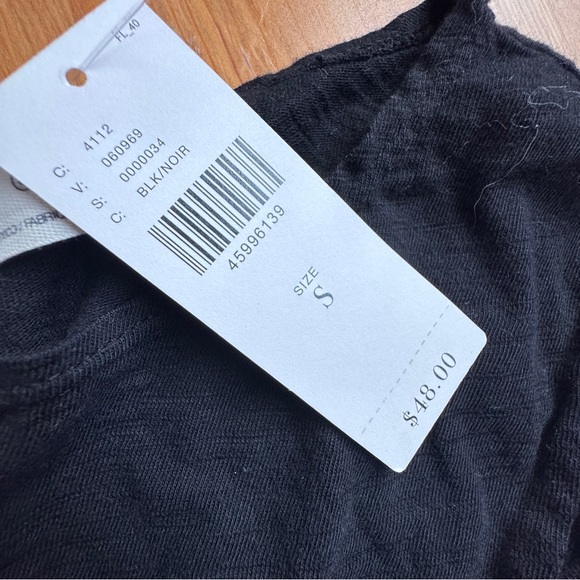 FL_40
C: 4112
V: 060969
S: 0000034
C: BLK/NOIR
45996139
SIZE
S
$48.00